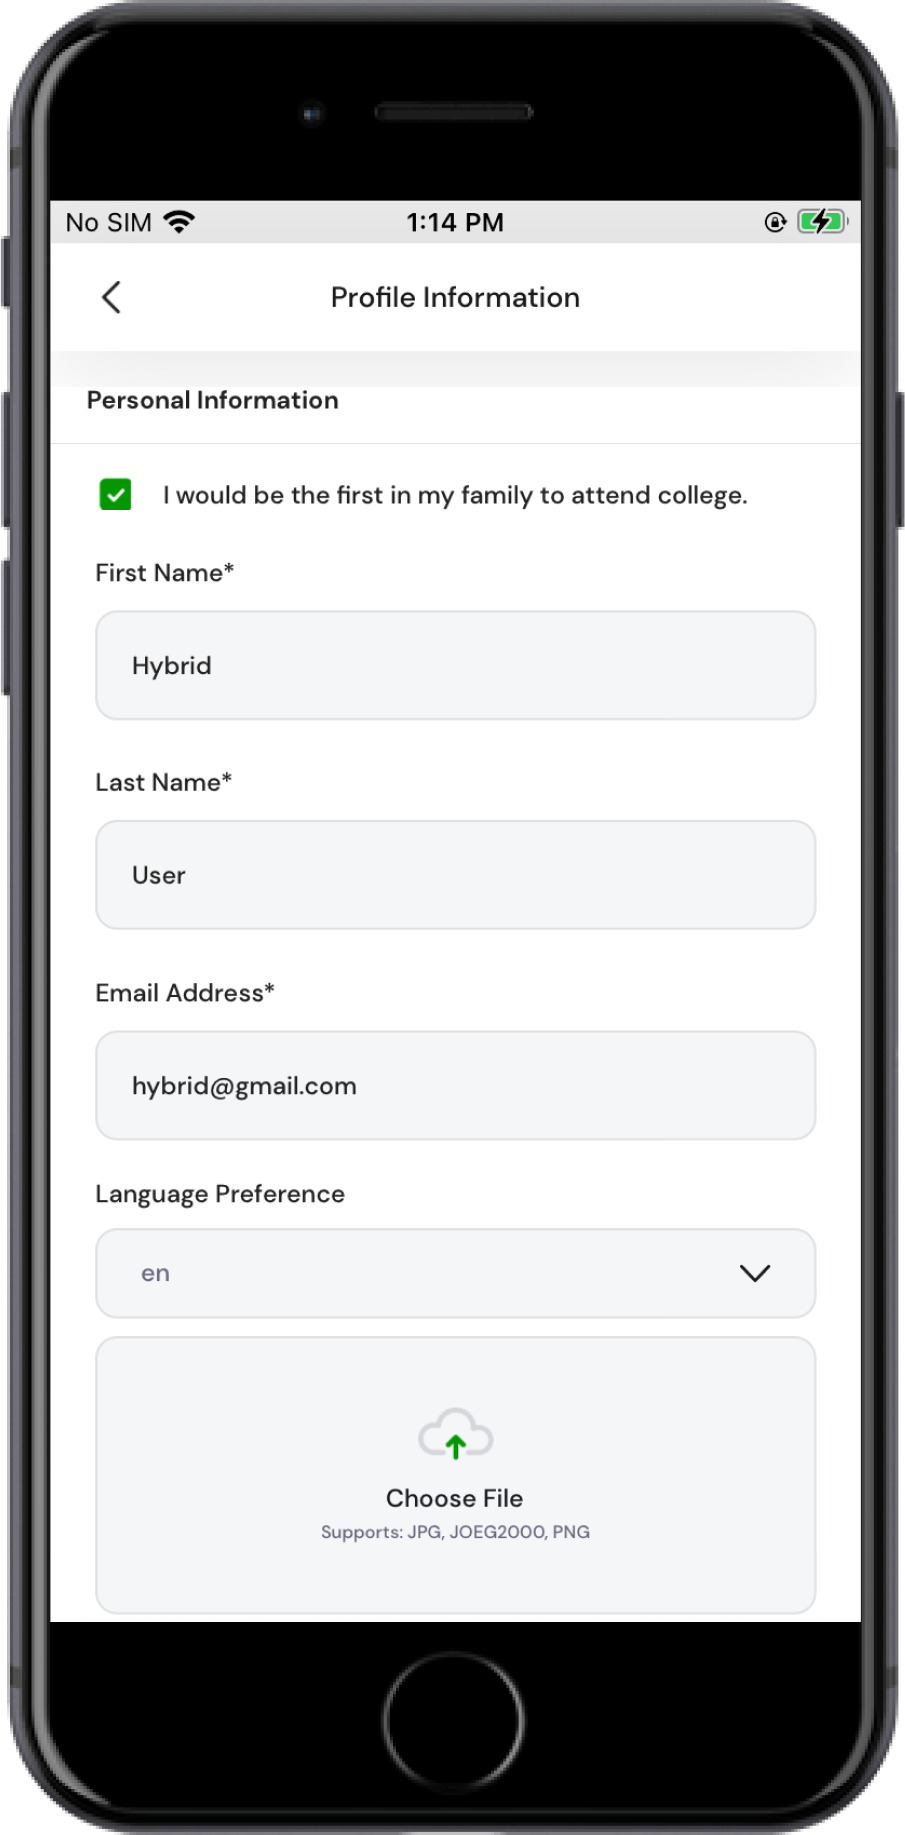 No SIM 1:14 PM
Profile Information
Personal Information
I would be the first in my family to attend college.
First Name*
Hybrid
Last Name*
User
Email Address*
hybrid@gmail.com
Language Preference
en
Choose File
Supports: JPG, JOEG2000, PNG